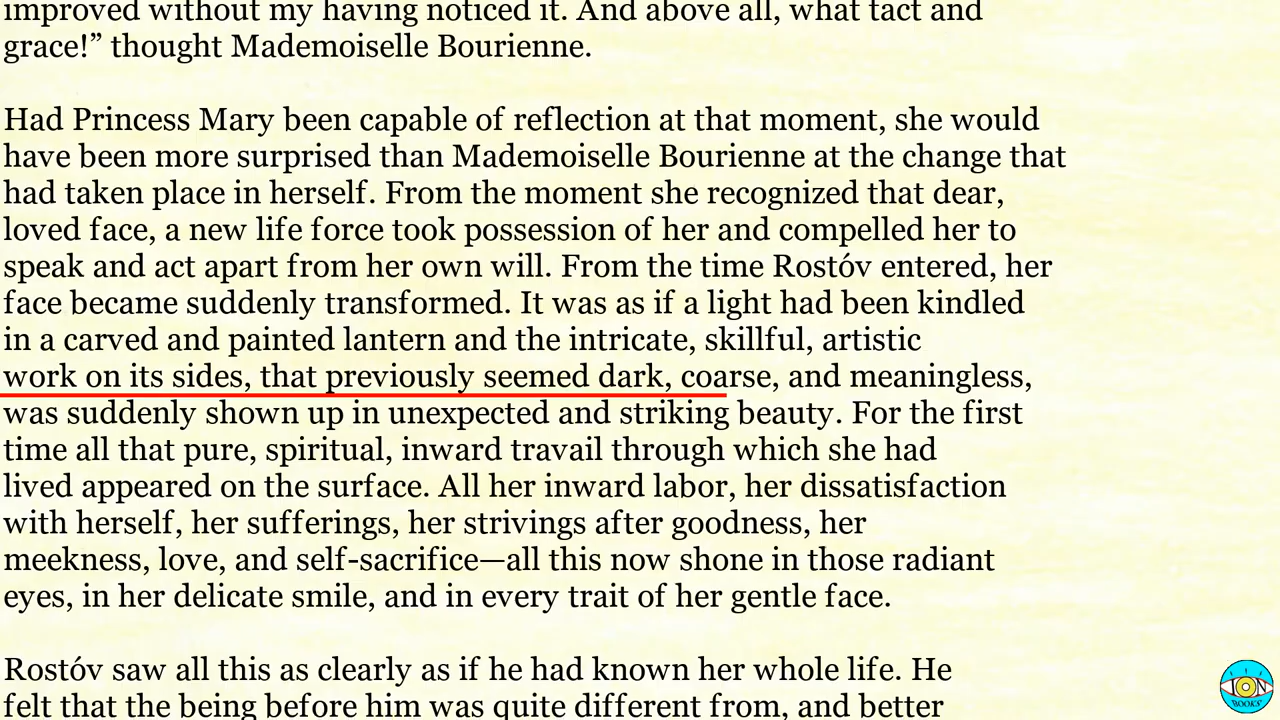 improved without my having noticed it. And above all, what tact and
grace!” thought Mademoiselle Bourienne.
Had Princess Mary been capable of reflection at that moment, she would
have been more surprised than Mademoiselle Bourienne at the change that
had taken place in herself. From the moment she recognized that dear,
loved face, a new life force took possession of her and compelled her to
speak and act apart from her own will. From the time Rostóv entered, her
face became suddenly transformed. It was as if a light had been kindled
in a carved and painted lantern and the intricate, skillful, artistic
work on its sides, that previously seemed dark, coarse, and meaningless,
was suddenly shown up in unexpected and striking beauty. For the first
time all that pure, spiritual, inward travail through which she had
lived appeared on the surface. All her inward labor, her dissatisfaction
with herself, her sufferings, her strivings after goodness, her
meekness, love, and self-sacrifice—all this now shone in those radiant
eyes, in her delicate smile, and in every trait of her gentle face.
Rostóv saw all this as clearly as if he had known her whole life. He
felt that the being before him was quite different from, and better
ION
BOOKS